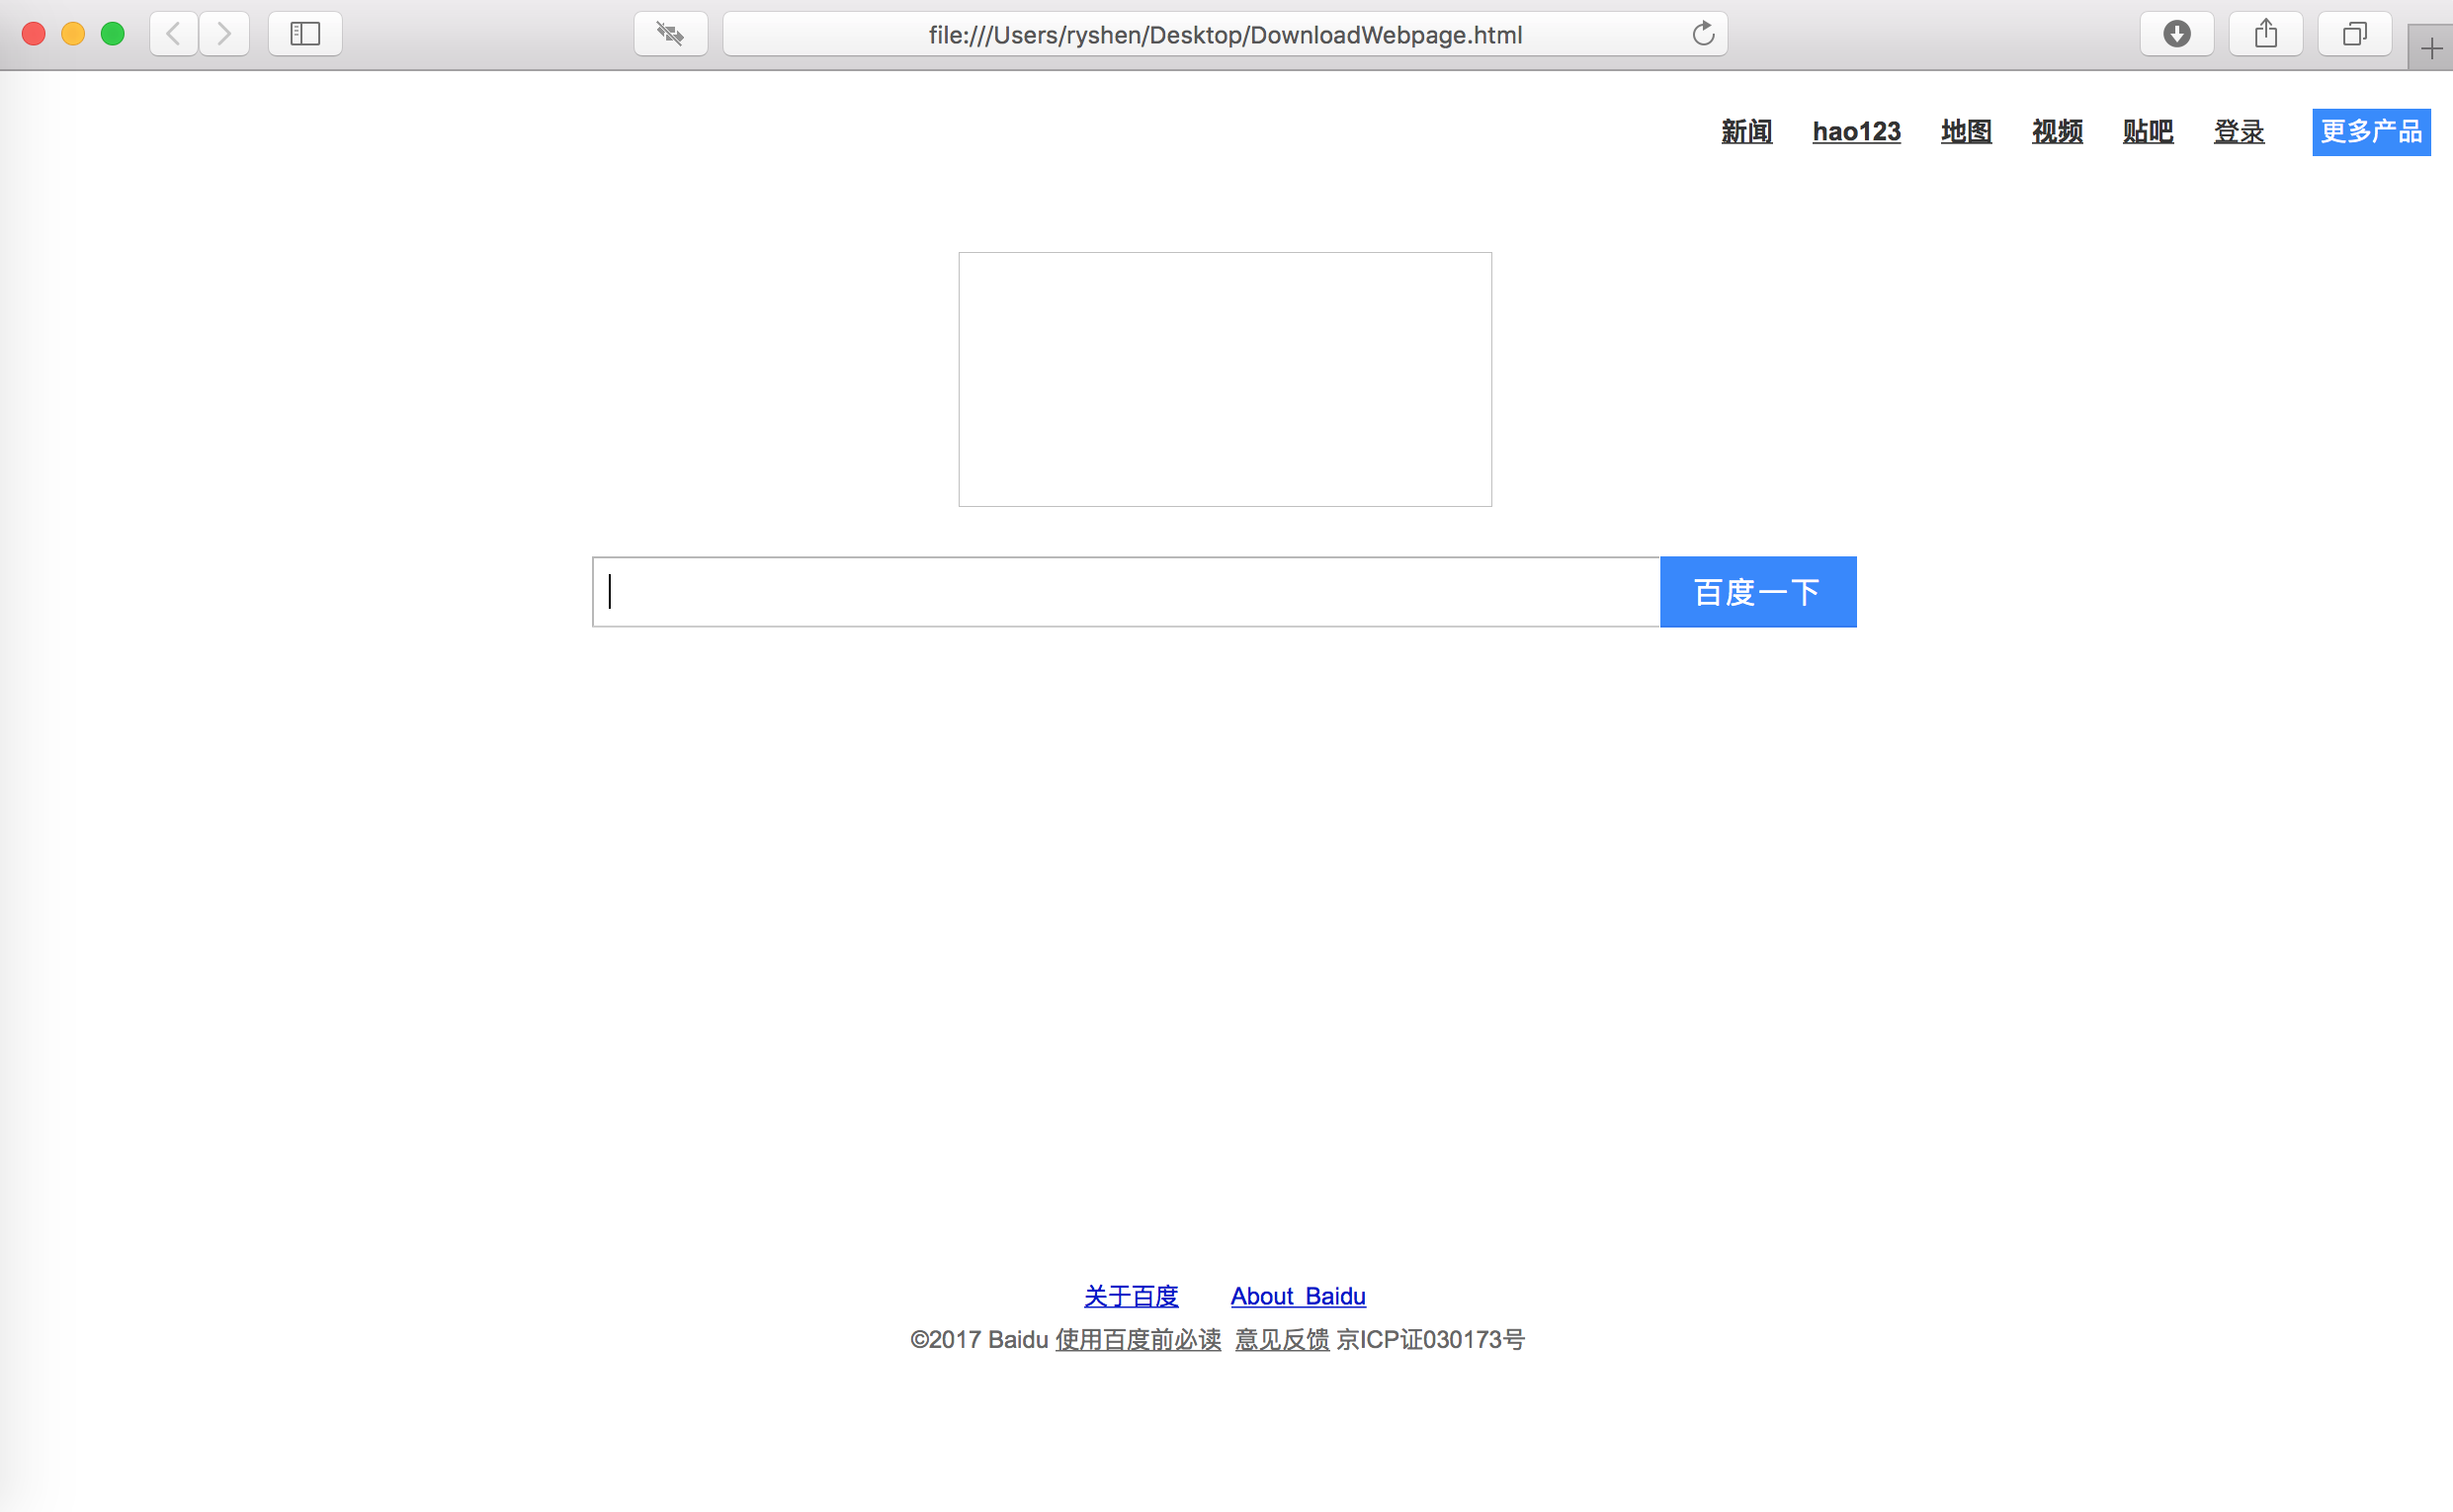 file:///Users/ryshen/Desktop/DownloadWebpage.html
新闻 hao123 地图 视频 贴吧 登录 更多产品
百度一下
关于百度 About Baidu
©2017 Baidu 使用百度前必读 意见反馈 京ICP证030173号